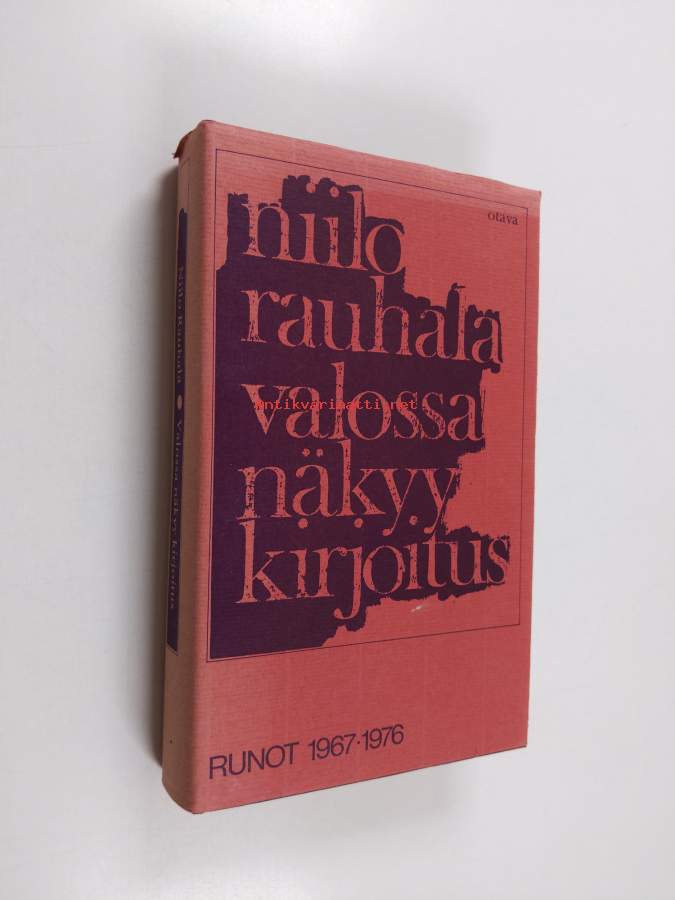 otava
niilo
rauhala
valossa
näkyy
kirjoitus
RUNOT 1967·1976
Niilo Rauhala • Valossa näkyy kirjoitus
antikvariaatti.net